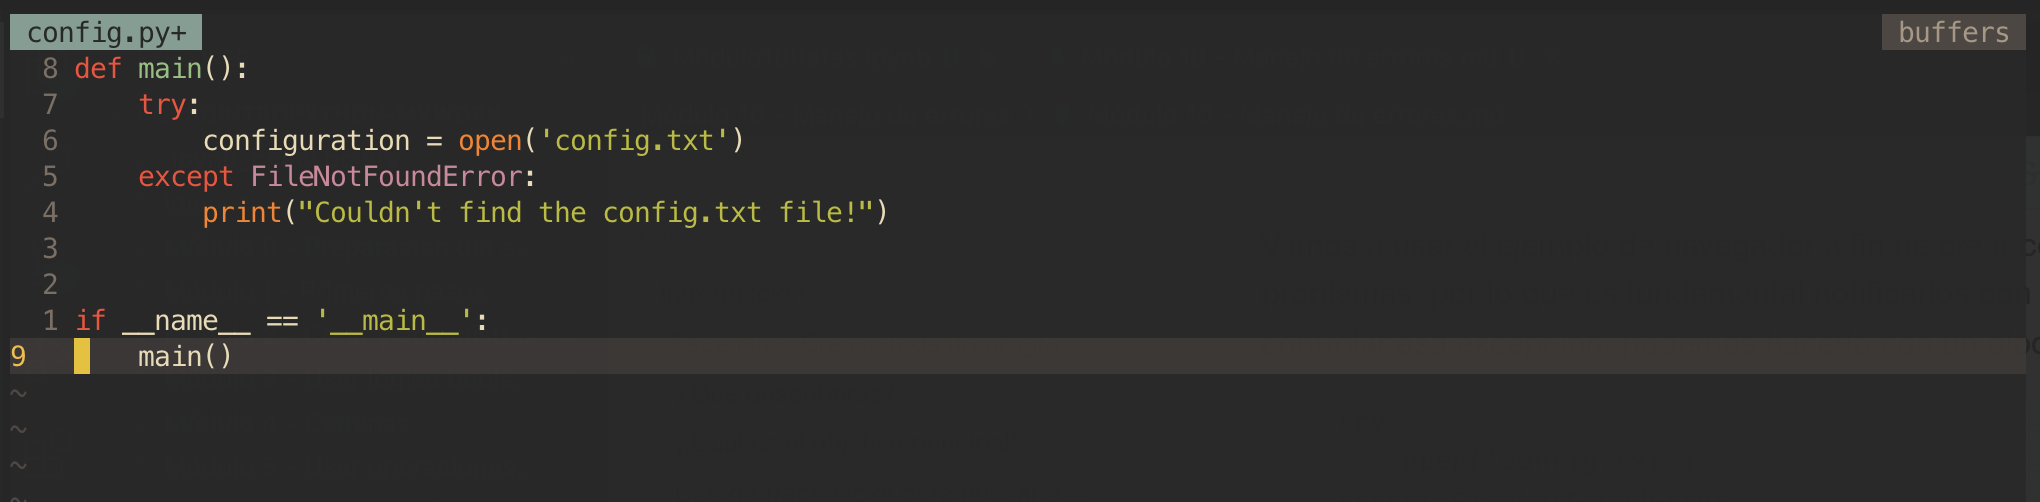 config.py+ buffers
8 def main():
7     try:
6         configuration = open('config.txt')
5     except FileNotFoundError:
4         print("Couldn't find the config.txt file!")
3
2
1 if __name__ == '__main__':
9     main()
~
~
~
~